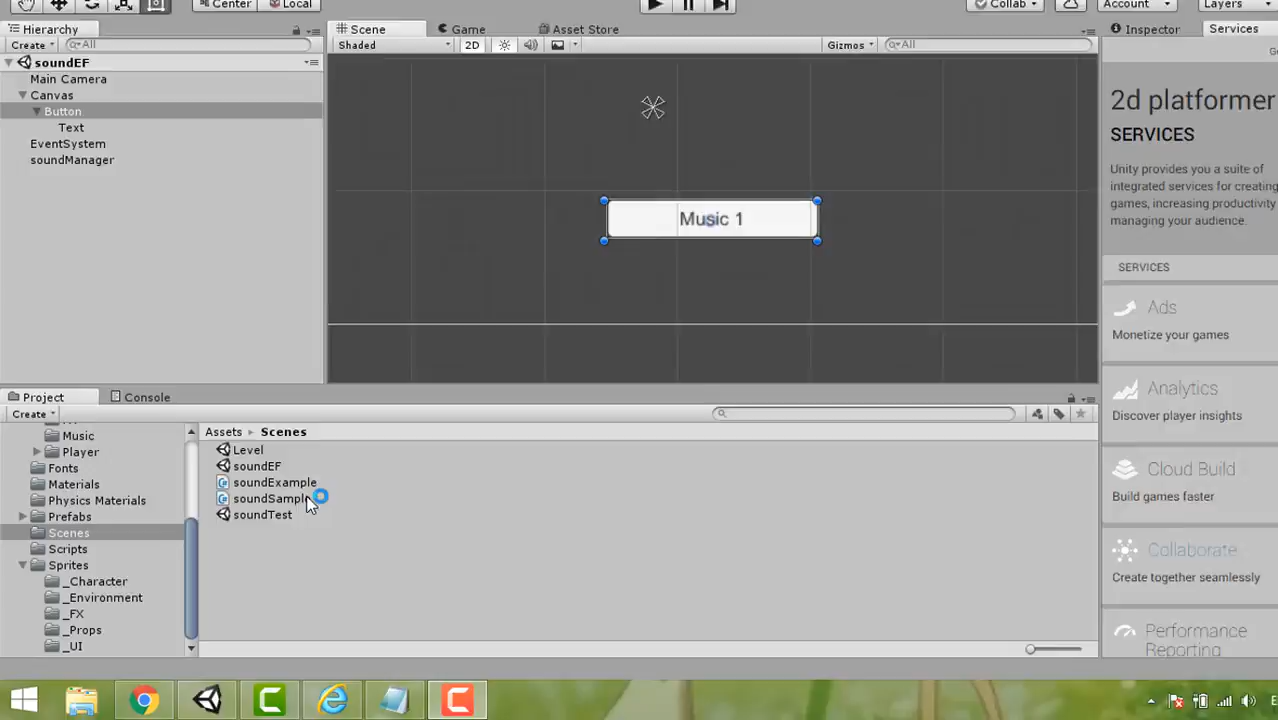 Center
Local
Collab
Account
Layers
Hierarchy
Create
All
soundEF
Main Camera
Canvas
Button
Text
EventSystem
soundManager
Scene
Game
Asset Store
Shaded
2D
Gizmos
All
Music 1
Inspector
Services
2d platformer
SERVICES
Unity provides you a suite of
integrated services for creating
games, increasing productivity
managing your audience.
SERVICES
Ads
Monetize your games
Analytics
Discover player insights
Cloud Build
Build games faster
Collaborate
Create together seamlessly
Performance
Reporting
Project
Console
Create
Music
Player
Fonts
Materials
Physics Materials
Prefabs
Scenes
Scripts
Sprites
_Character
_Environment
_FX
_Props
_UI
Assets
Scenes
Level
soundEF
soundExample
soundSample
soundTest